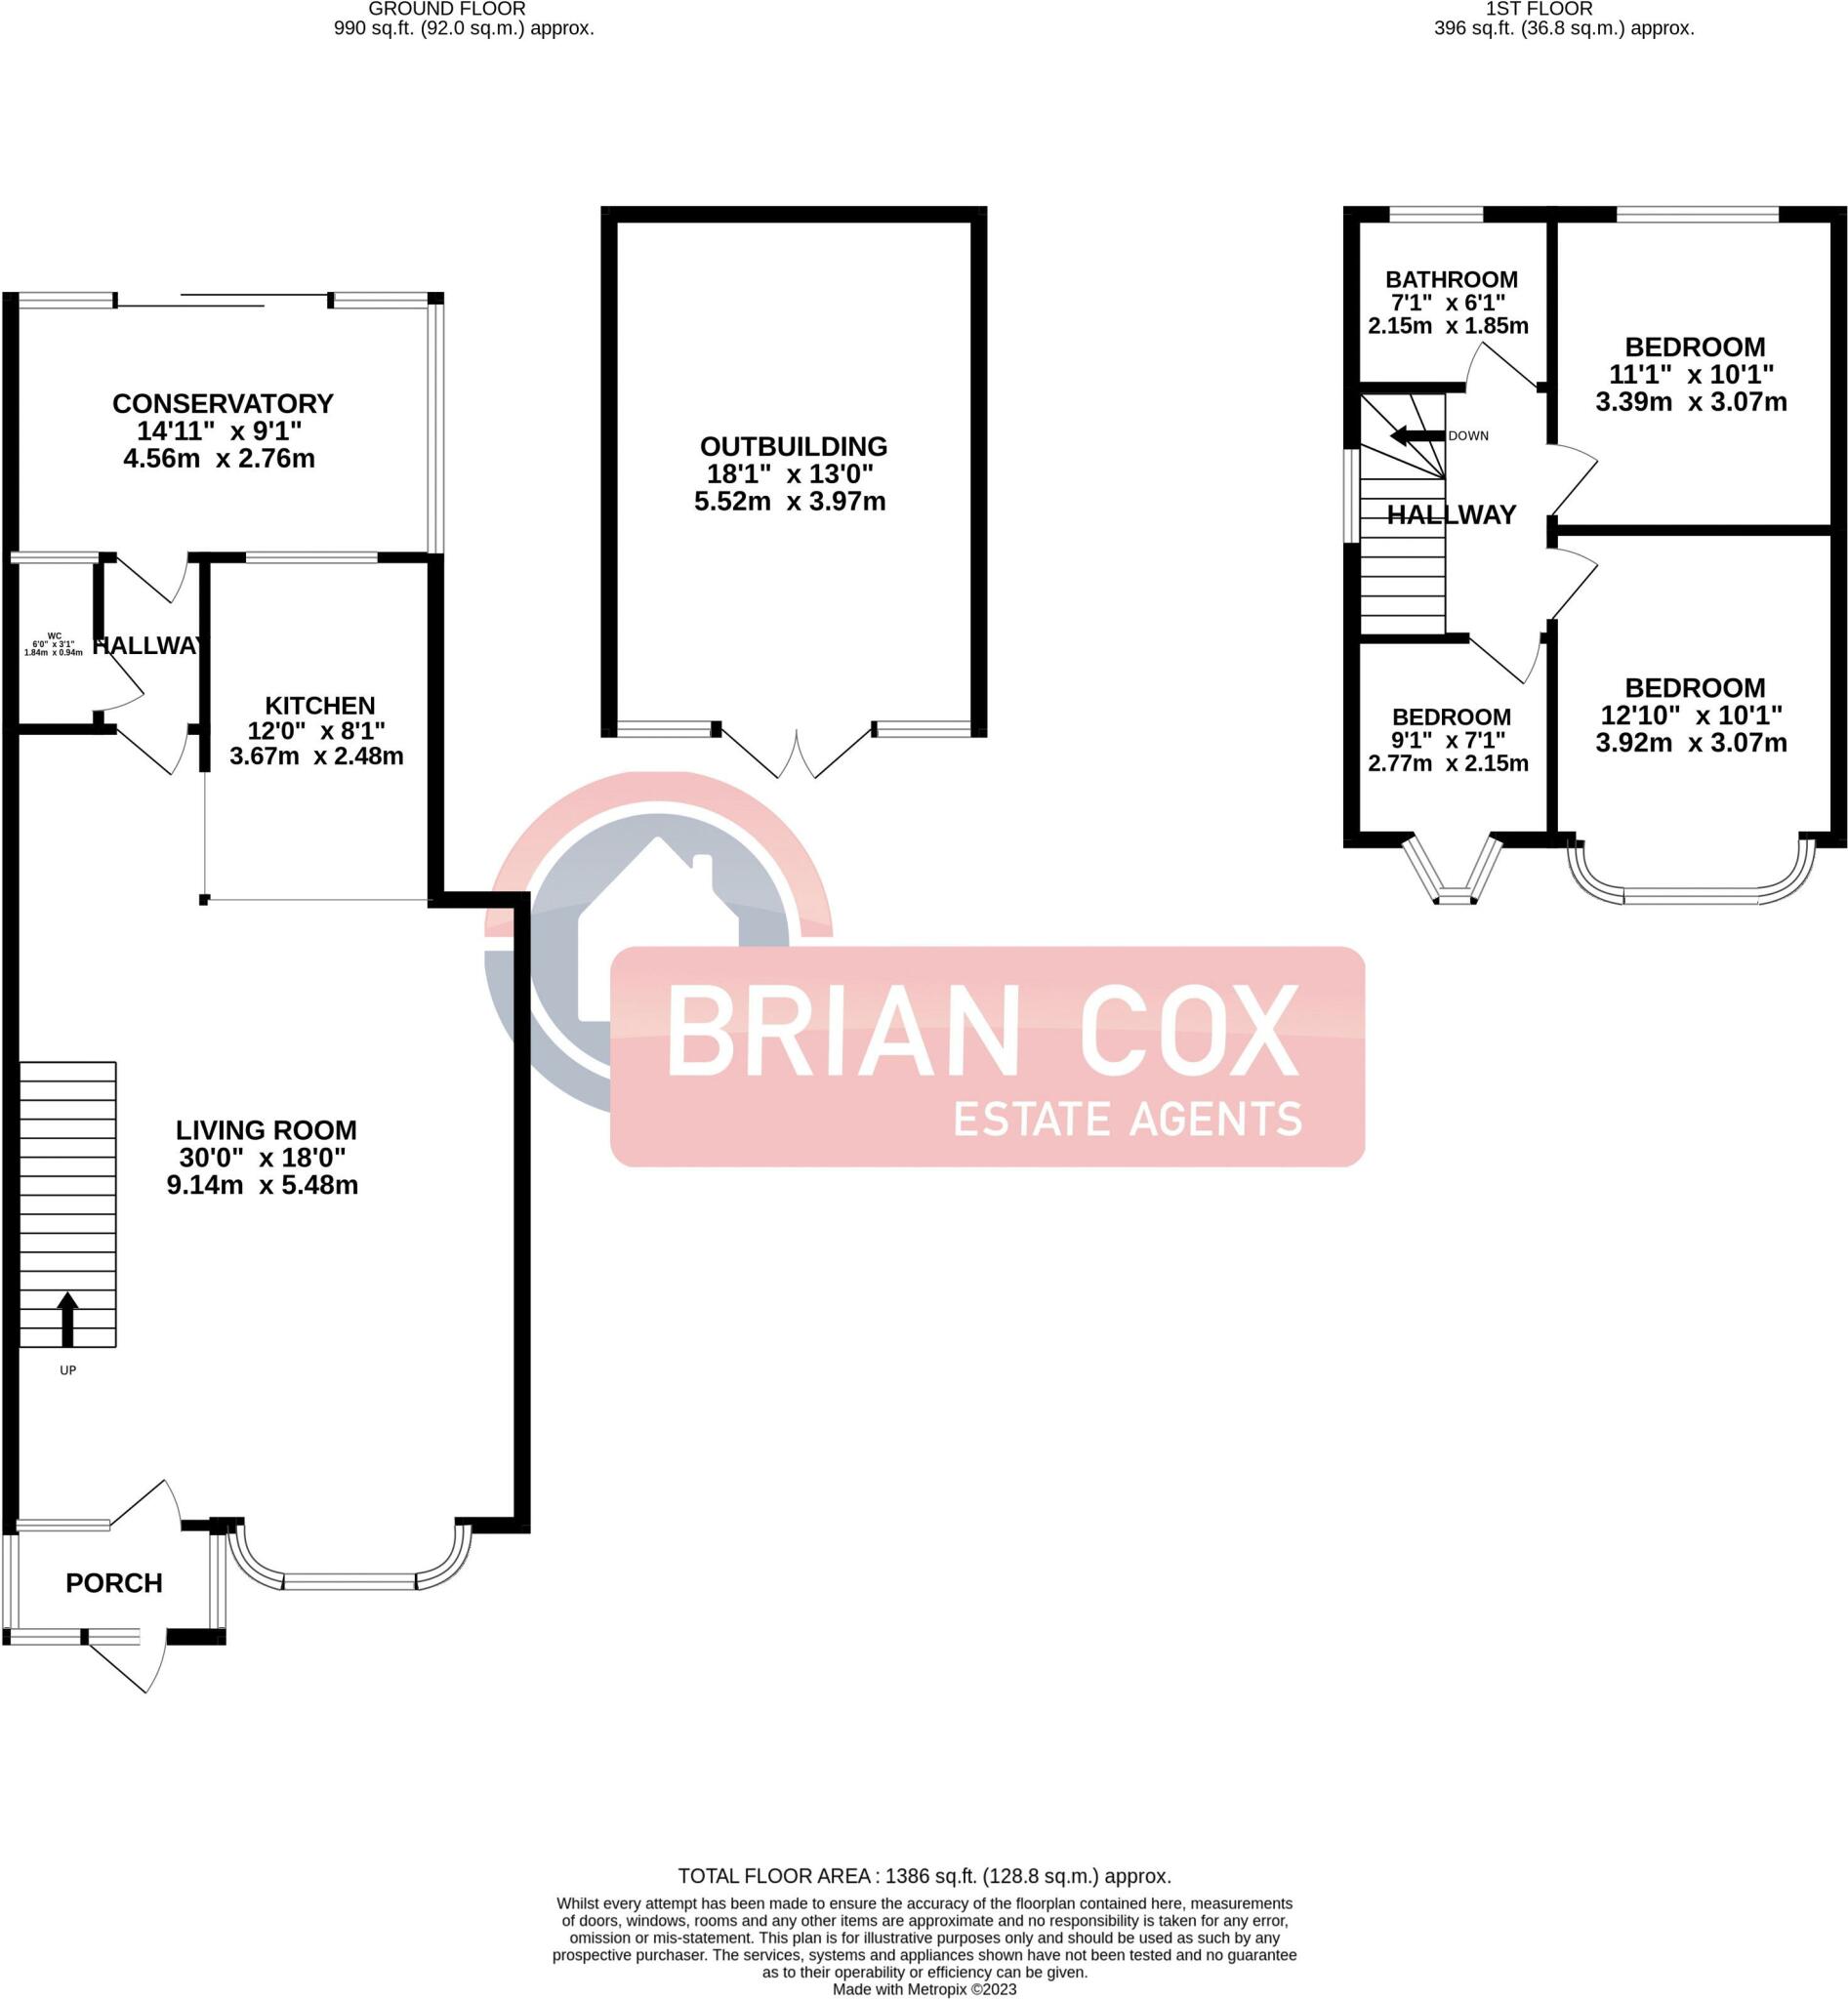 GROUND FLOOR
990 sq.ft. (92.0 sq.m.) approx.
1ST FLOOR
396 sq.ft. (36.8 sq.m.) approx.
CONSERVATORY
14'11" x 9'1"
4.56m x 2.76m
OUTBUILDING
18'1" x 13'0"
5.52m x 3.97m
BATHROOM
7'1" x 6'1"
2.15m x 1.85m
BEDROOM
11'1" x 10'1"
3.39m x 3.07m
DOWN
HALLWAY
WC
6'0" x 3'1"
1.84m x 0.94m
HALLWAY
KITCHEN
12'0" x 8'1"
3.67m x 2.48m
BEDROOM
9'1" x 7'1"
2.77m x 2.15m
BEDROOM
12'10" x 10'1"
3.92m x 3.07m
BRIAN COX
ESTATE AGENTS
LIVING ROOM
30'0" x 18'0"
9.14m x 5.48m
UP
PORCH
TOTAL FLOOR AREA : 1386 sq.ft. (128.8 sq.m.) approx.
Whilst every attempt has been made to ensure the accuracy of the floorplan contained here, measurements
of doors, windows, rooms and any other items are approximate and no responsibility is taken for any error,
omission or mis-statement. This plan is for illustrative purposes only and should be used as such by any
prospective purchaser. The services, systems and appliances shown have not been tested and no guarantee
as to their operability or efficiency can be given.
Made with Metropix ©2023